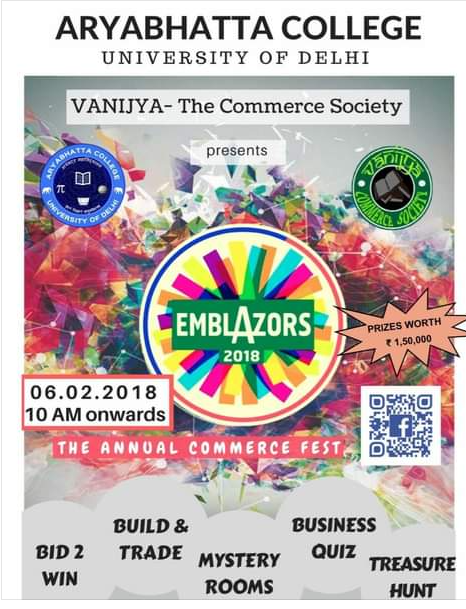 ARYABHATTA COLLEGE
UNIVERSITY OF DELHI
VANIJYA- The Commerce Society
presents
ARYABHATTA COLLEGE
π
UNIVERSITY OF DELHI
vanijya
COMMERCE SOCIETY
EMBLAZORS
2018
PRIZES WORTH
₹ 1,50,000
06.02.2018
10 AM onwards
THE ANNUAL COMMERCE FEST
f
BID 2
WIN
BUILD &
TRADE
MYSTERY
ROOMS
BUSINESS
QUIZ
TREASURE
HUNT